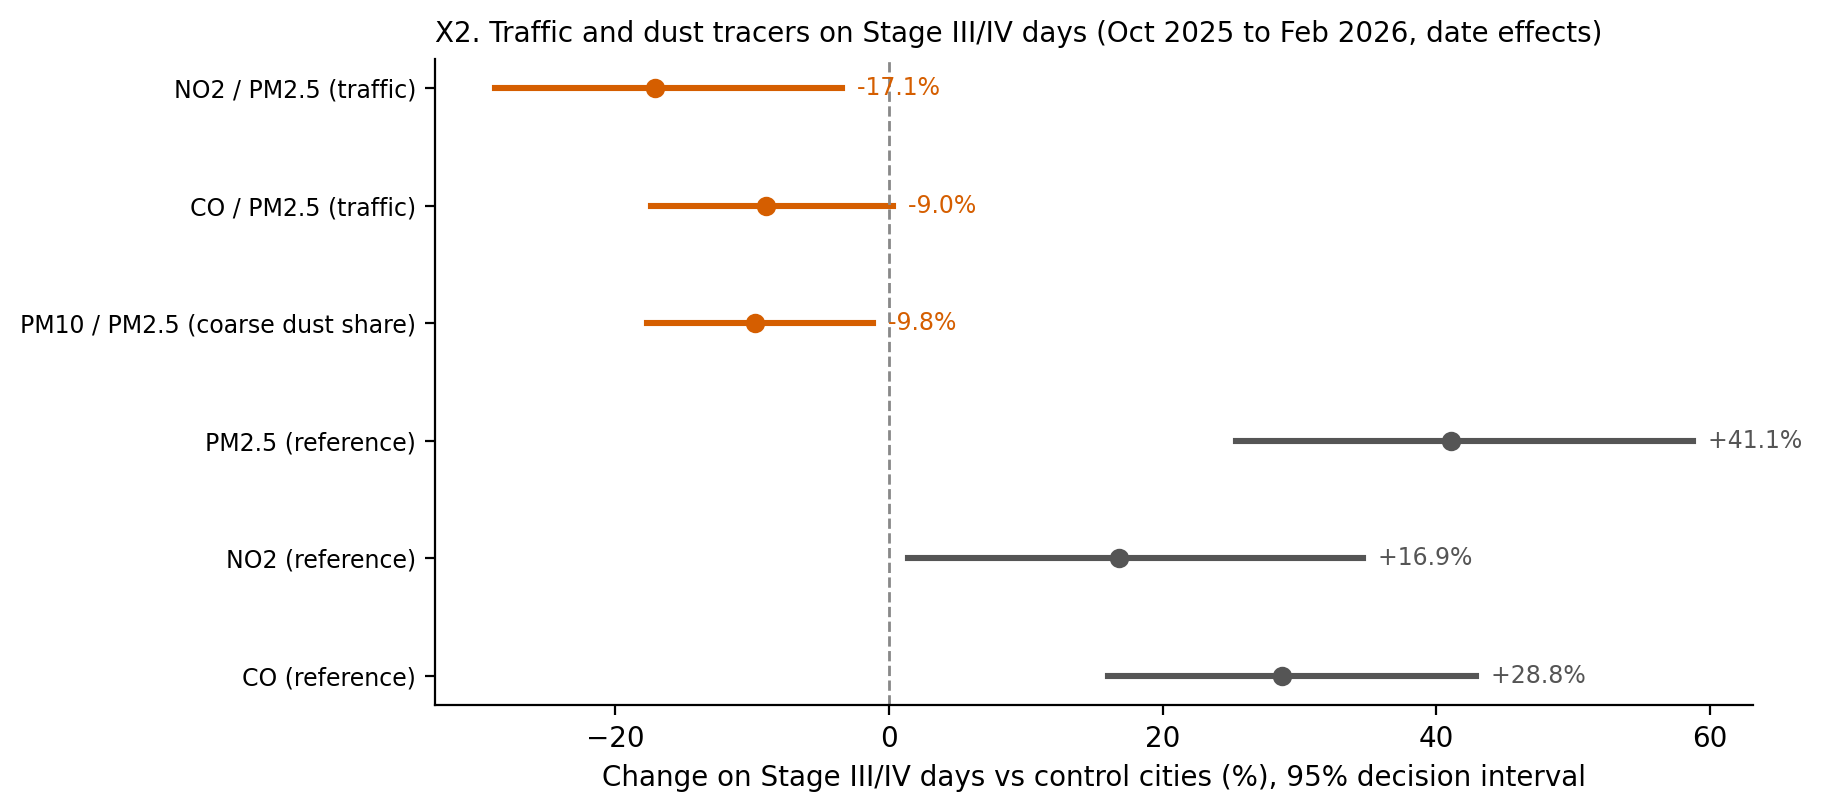 X2. Traffic and dust tracers on Stage III/IV days (Oct 2025 to Feb 2026, date effects)
NO2 / PM2.5 (traffic)
-17.1%
CO / PM2.5 (traffic)
-9.0%
PM10 / PM2.5 (coarse dust share)
-9.8%
PM2.5 (reference)
+41.1%
NO2 (reference)
+16.9%
CO (reference)
+28.8%
−20 0 20 40 60
Change on Stage III/IV days vs control cities (%), 95% decision interval